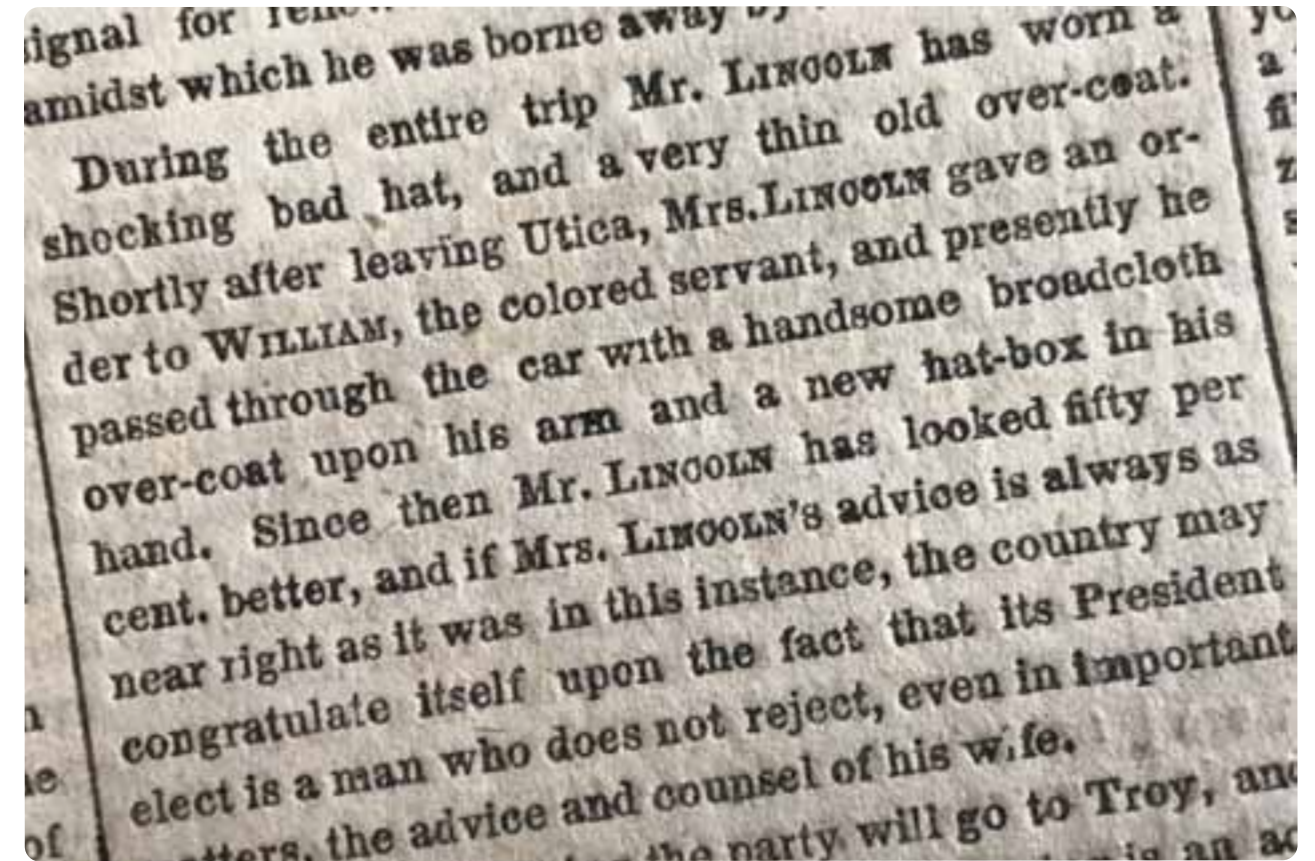 signal for
amidst which he was borne away by
During the entire trip Mr. LINCOLN has worn a
shocking bad hat, and a very thin old over-coat.
Shortly after leaving Utica, Mrs. LINCOLN gave an or-
der to WILLIAM, the colored servant, and presently he
passed through the car with a handsome broadcloth
over-coat upon his arm and a new hat-box in his
hand. Since then Mr. LINCOLN has looked fifty per
cent. better, and if Mrs. LINCOLN's advice is always as
near right as it was in this instance, the country may
congratulate itself upon the fact that its President
elect is a man who does not reject, even in important
matters, the advice and counsel of his wife.
the party will go to Troy, and
is an